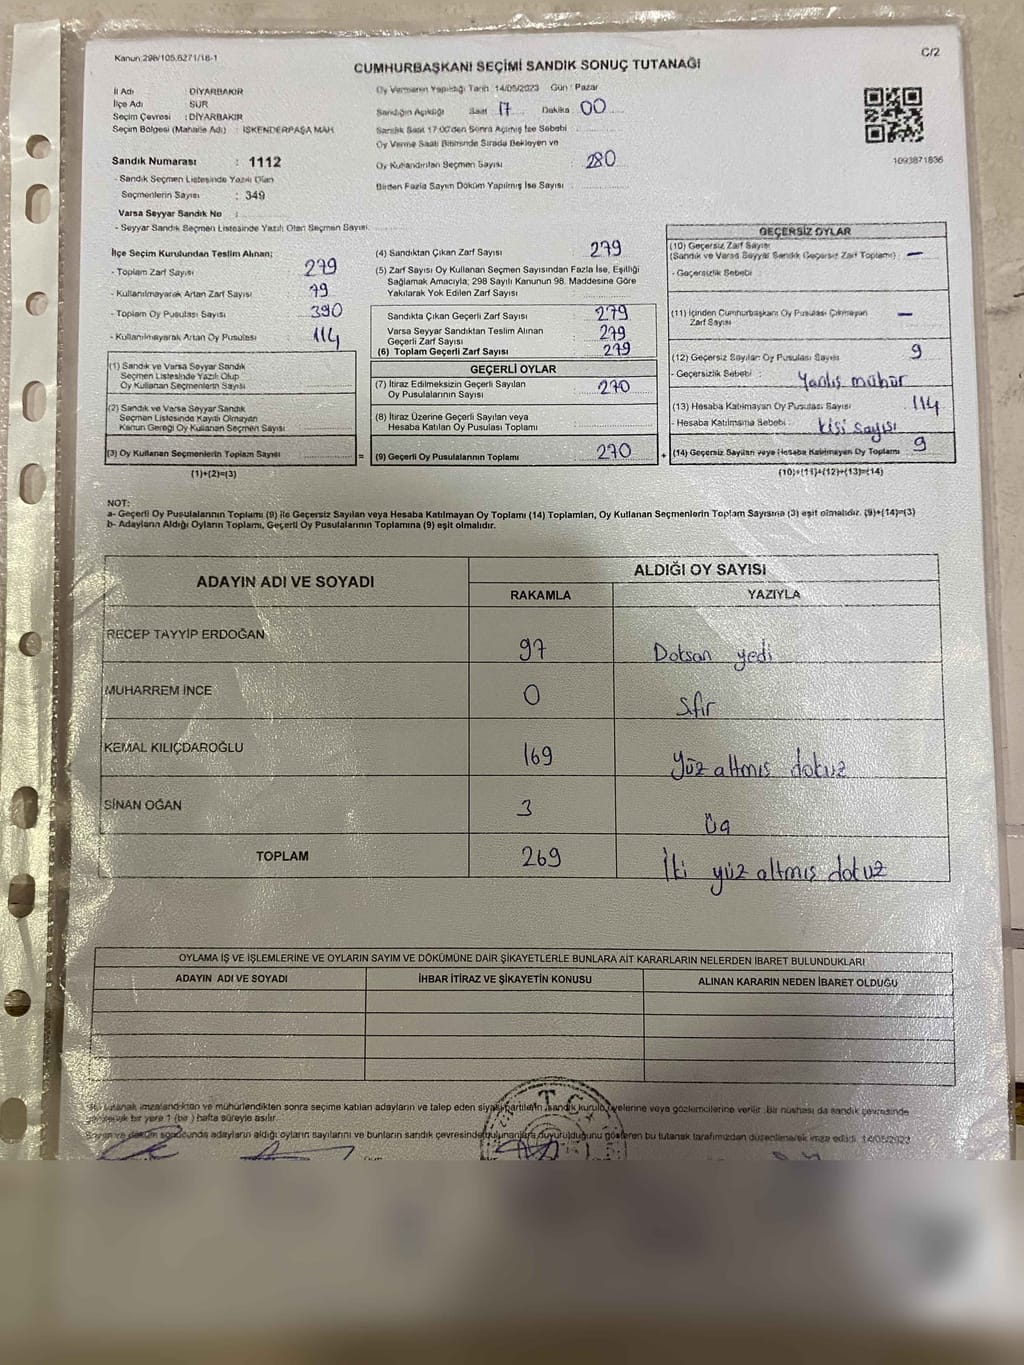 Kanun 298/105,6271/18-1
C/2
CUMHURBAŞKANI SEÇİMİ SANDIK SONUÇ TUTANAĞI
İl Adı : DİYARBAKIR
İlçe Adı : SUR
Seçim Çevresi : DİYARBAKIR
Seçim Bölgesi (Mahalle Adı) : İSKENDERPAŞA MAH
Sandık Numarası : 1112
- Sandık Seçmen Listesinde Yazılı Olan
Seçmenlerin Sayısı : 349
Varsa Seyyar Sandık No :
- Seyyar Sandık Seçmen Listesinde Yazılı Olan Seçmen Sayısı
Oy Vermenin Yapıldığı Tarih 14/05/2023 Gün : Pazar
Sandığın Açıldığı Saat 17 Dakika 00
Sandık Saat 17:00'den Sonra Açılmış İse Sebebi
Oy Verme Saati Bitiminde Sırada Bekleyen ve
Oy Kullandırılan Seçmen Sayısı : 280
Birden Fazla Sayım Döküm Yapılmış İse Sayısı :
1093871836
İlçe Seçim Kurulundan Teslim Alınan;
- Toplam Zarf Sayısı : 279
- Kullanılmayarak Artan Zarf Sayısı : 79
- Toplam Oy Pusulası Sayısı : 390
- Kullanılmayarak Artan Oy Pusulası : 114
(1) Sandık ve Varsa Seyyar Sandık
Seçmen Listesinde Yazılı Olup
Oy Kullanan Seçmenlerin Sayısı
(2) Sandık ve Varsa Seyyar Sandık
Seçmen Listesinde Kaydı Olmayan
Kanun Gereği Oy Kullanan Seçmen Sayısı
(3) Oy Kullanan Seçmenlerin Toplam Sayısı
=
(1)+(2)=(3)
(4) Sandıktan Çıkan Zarf Sayısı : 279
(5) Zarf Sayısı Oy Kullanan Seçmen Sayısından Fazla İse, Eşitliği
Sağlamak Amacıyla, 298 Sayılı Kanunun 98. Maddesine Göre
Yakılarak Yok Edilen Zarf Sayısı
Sandıkta Çıkan Geçerli Zarf Sayısı : 279
Varsa Seyyar Sandıktan Teslim Alınan
Geçerli Zarf Sayısı : 279
(6) Toplam Geçerli Zarf Sayısı : 279
GEÇERLİ OYLAR
(7) İtiraz Edilmeksizin Geçerli Sayılan
Oy Pusulalarının Sayısı : 270
(8) İtiraz Üzerine Geçerli Sayılan veya
Hesaba Katılan Oy Pusulası Toplamı
(9) Geçerli Oy Pusulalarının Toplamı : 270
+
GEÇERSİZ OYLAR
(10) Geçersiz Zarf Sayısı
(Sandık ve Varsa Seyyar Sandık Geçersiz Zarf Toplamı) : —
- Geçersizlik Sebebi :
(11) İçinden Cumhurbaşkanı Oy Pusulası Çıkmayan
Zarf Sayısı : —
(12) Geçersiz Sayılan Oy Pusulası Sayısı : 9
- Geçersizlik Sebebi : Yanlış mühür
(13) Hesaba Katılmayan Oy Pusulası Sayısı : 114
- Hesaba Katılmama Sebebi : kişi sayısı
(14) Geçersiz Sayılan veya Hesaba Katılmayan Oy Toplamı : 9
(10)+(11)+(12)+(13)=(14)
NOT:
a- Geçerli Oy Pusulalarının Toplamı (9) ile Geçersiz Sayılan veya Hesaba Katılmayan Oy Toplamı (14) Toplamları, Oy Kullanan Seçmenlerin Toplam Sayısına (3) eşit olmalıdır. (9)+(14)=(3)
b- Adayların Aldığı Oyların Toplamı, Geçerli Oy Pusulalarının Toplamına (9) eşit olmalıdır.
ADAYIN ADI VE SOYADI
ALDIĞI OY SAYISI
RAKAMLA YAZIYLA
RECEP TAYYİP ERDOĞAN 97 Doksan yedi
MUHARREM İNCE 0 Sıfır
KEMAL KILIÇDAROĞLU 169 Yüz altmış dokuz
SİNAN OĞAN 3 Üç
TOPLAM 269 İki yüz altmış dokuz
OYLAMA İŞ VE İŞLEMLERİNE VE OYLARIN SAYIM VE DÖKÜMÜNE DAİR ŞİKAYETLERLE BUNLARA AİT KARARLARIN NELERDEN İBARET BULUNDUKLARI
ADAYIN ADI VE SOYADI İHBAR İTİRAZ VE ŞİKAYETİN KONUSU ALINAN KARARIN NEDEN İBARET OLDUĞU
Bu tutanak imzalandıktan ve mühürlendikten sonra seçime katılan adayların ve talep eden siyasi partilerin ,sandık kurulu üyelerine veya gözlemcilerine verilir .Bir nüshası da sandık çevresinde
bir yere 1 (bir ) hafta süreyle asılır.
Sayım ve döküm sonucunda adayların aldığı oyların sayılarını ve bunların sandık çevresinde bulunanlara duyurulduğunu gösteren bu tutanak tarafımızdan düzenlenerek imza edildi. 14/05/2023
T.C.